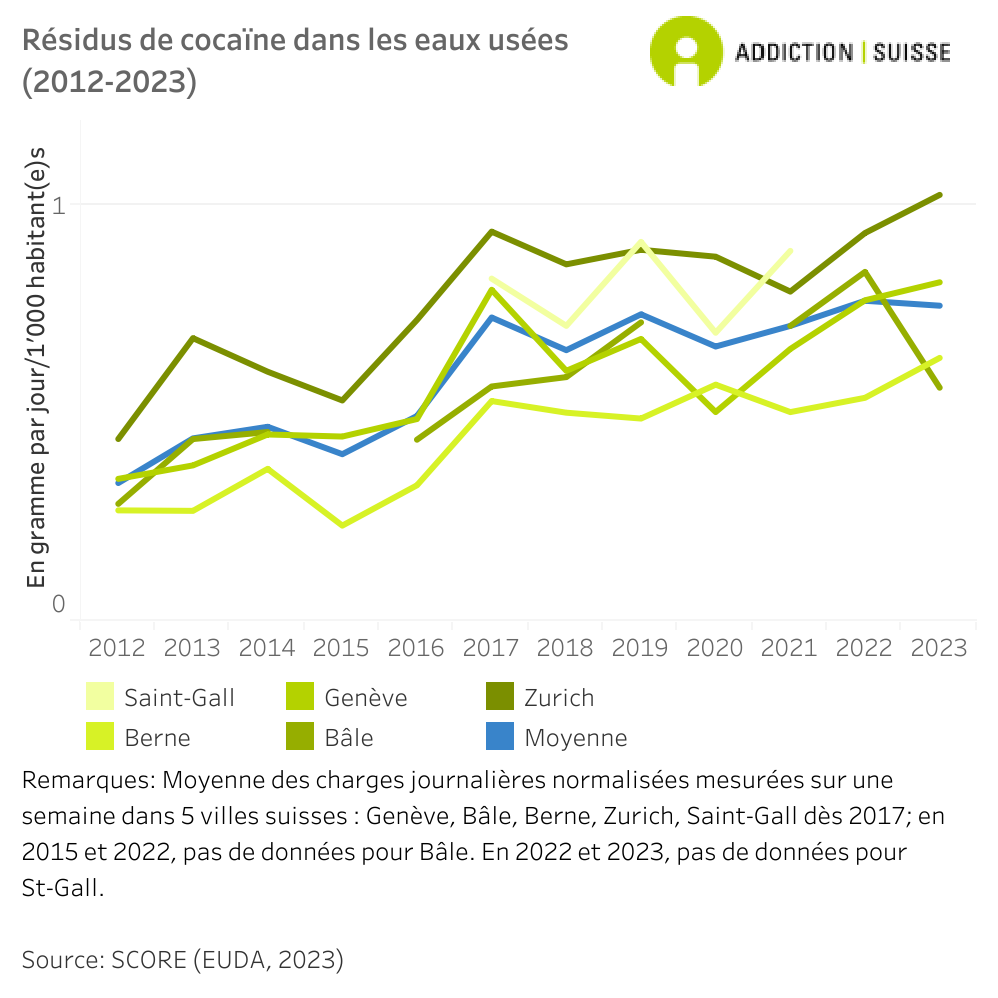 Résidus de cocaïne dans les eaux usées
(2012-2023)
ADDICTION | SUISSE
En gramme par jour/1’000 habitant(e)s
1
0
2012 2013 2014 2015 2016 2017 2018 2019 2020 2021 2022 2023
Saint-Gall Genève Zurich
Berne Bâle Moyenne
Remarques: Moyenne des charges journalières normalisées mesurées sur une
semaine dans 5 villes suisses : Genève, Bâle, Berne, Zurich, Saint-Gall dès 2017; en
2015 et 2022, pas de données pour Bâle. En 2022 et 2023, pas de données pour
St-Gall.
Source: SCORE (EUDA, 2023)